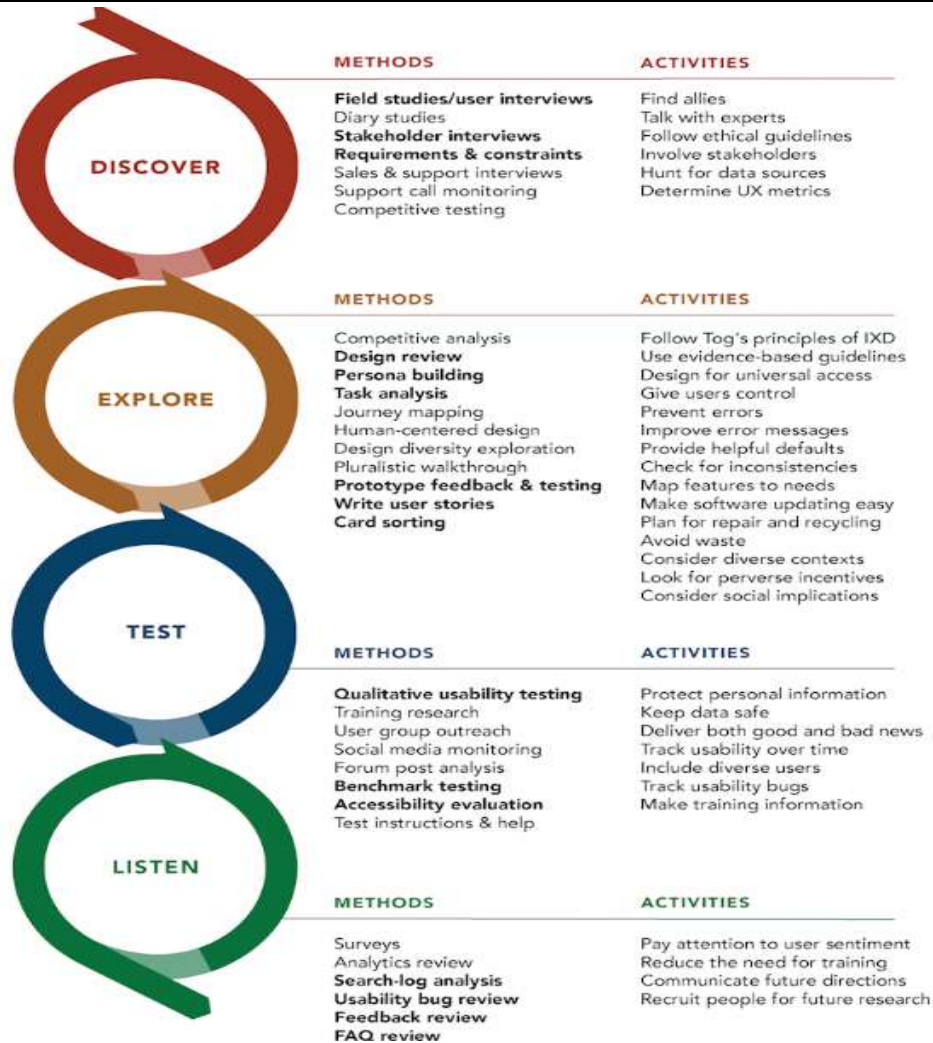 DISCOVER
METHODS
Field studies/user interviews
Diary studies
Stakeholder interviews
Requirements & constraints
Sales & support interviews
Support call monitoring
Competitive testing
ACTIVITIES
Find allies
Talk with experts
Follow ethical guidelines
Involve stakeholders
Hunt for data sources
Determine UX metrics
EXPLORE
METHODS
Competitive analysis
Design review
Persona building
Task analysis
Journey mapping
Human-centered design
Design diversity exploration
Pluralistic walkthrough
Prototype feedback & testing
Write user stories
Card sorting
ACTIVITIES
Follow Tog's principles of IXD
Use evidence-based guidelines
Design for universal access
Give users control
Prevent errors
Improve error messages
Provide helpful defaults
Check for inconsistencies
Map features to needs
Make software updating easy
Plan for repair and recycling
Avoid waste
Consider diverse contexts
Look for perverse incentives
Consider social implications
TEST
METHODS
Qualitative usability testing
Training research
User group outreach
Social media monitoring
Forum post analysis
Benchmark testing
Accessibility evaluation
Test instructions & help
ACTIVITIES
Protect personal information
Keep data safe
Deliver both good and bad news
Track usability over time
Include diverse users
Track usability bugs
Make training information
LISTEN
METHODS
Surveys
Analytics review
Search-log analysis
Usability bug review
Feedback review
FAQ review
ACTIVITIES
Pay attention to user sentiment
Reduce the need for training
Communicate future directions
Recruit people for future research